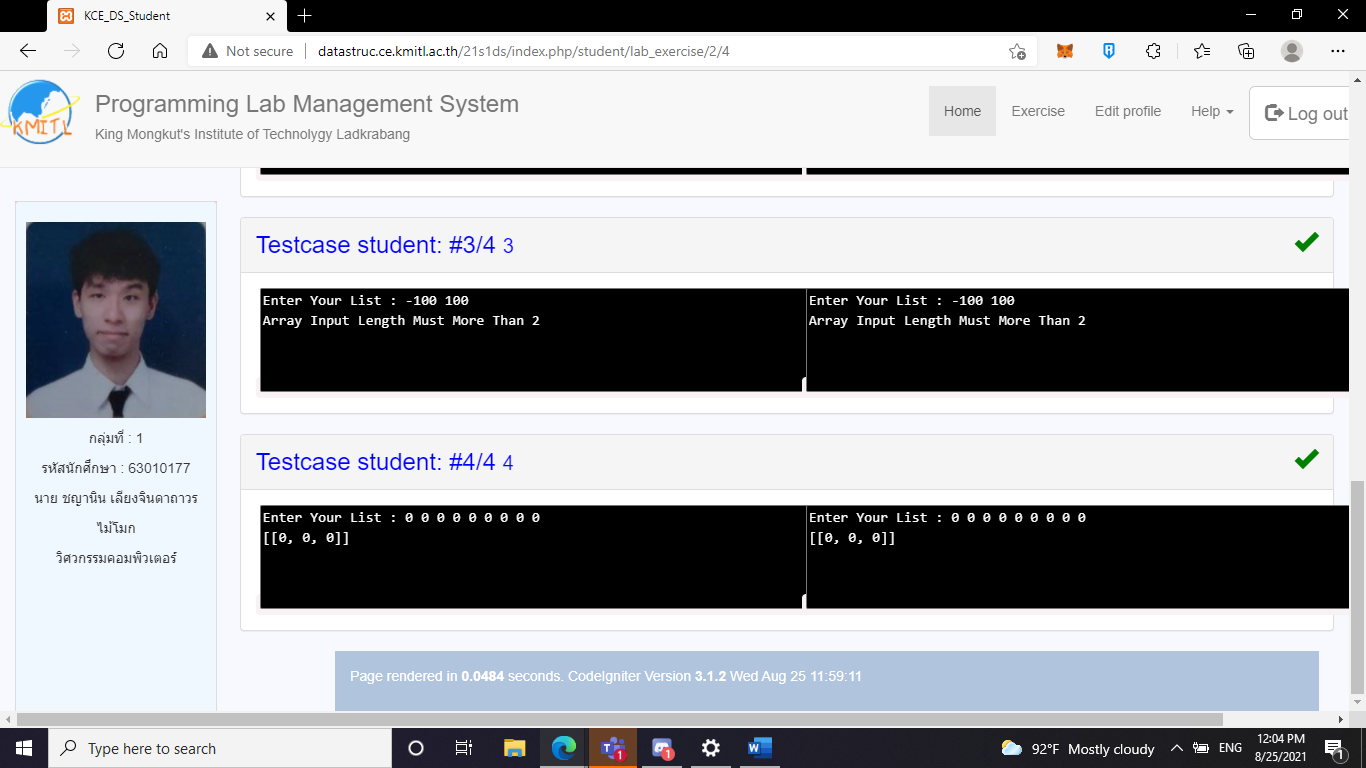 KCE_DS_Student
Not secure datastruc.ce.kmitl.ac.th/21s1ds/index.php/student/lab_exercise/2/4
KMITL
Programming Lab Management System
King Mongkut's Institute of Technolygy Ladkrabang
Home Exercise Edit profile Help Log out
กลุ่มที่ : 1
รหัสนักศึกษา : 63010177
นาย ชญานิน เลียงจินดาถาวร
ไม้โมก
วิศวกรรมคอมพิวเตอร์
Testcase student: #3/4 3
Enter Your List : -100 100
Array Input Length Must More Than 2
Enter Your List : -100 100
Array Input Length Must More Than 2
Testcase student: #4/4 4
Enter Your List : 0 0 0 0 0 0 0 0 0
[[0, 0, 0]]
Enter Your List : 0 0 0 0 0 0 0 0 0
[[0, 0, 0]]
Page rendered in 0.0484 seconds. CodeIgniter Version 3.1.2 Wed Aug 25 11:59:11
Type here to search
1
1
92°F Mostly cloudy
ENG
12:04 PM
8/25/2021
1